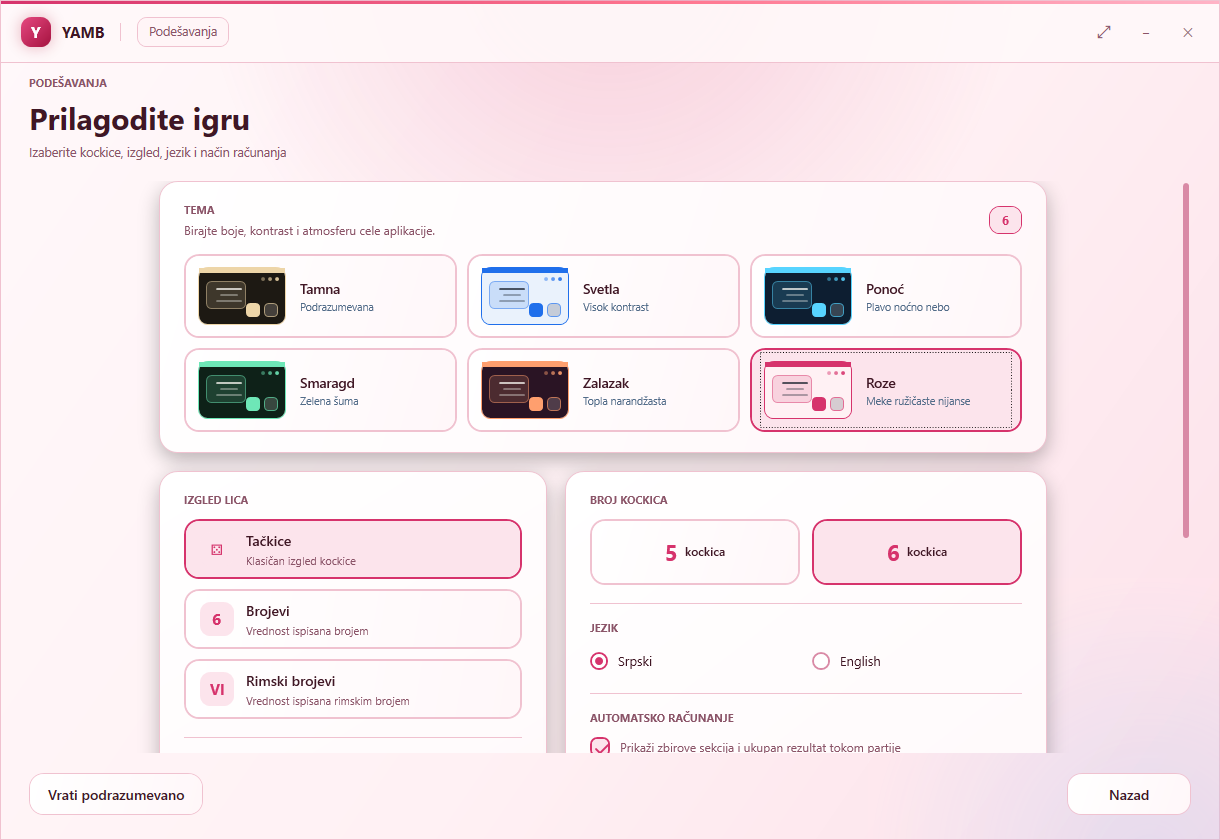 Y YAMB Podešavanja
PODEŠAVANJA
Prilagodite igru
Izaberite kockice, izgled, jezik i način računanja
TEMA
Birajte boje, kontrast i atmosferu cele aplikacije.
6
Tamna
Podrazumevana
Svetla
Visok kontrast
Ponoć
Plavo noćno nebo
Smaragd
Zelena šuma
Zalazak
Topla narandžasta
Roze
Meke ružičaste nijanse
IZGLED LICA
Tačkice
Klasičan izgled kockice
6
Brojevi
Vrednost ispisana brojem
VI
Rimski brojevi
Vrednost ispisana rimskim brojem
BROJ KOCKICA
5 kockica
6 kockica
JEZIK
Srpski
English
AUTOMATSKO RAČUNANJE
Prikaži zbirove sekcija i ukupan rezultat tokom partije
Vrati podrazumevano
Nazad